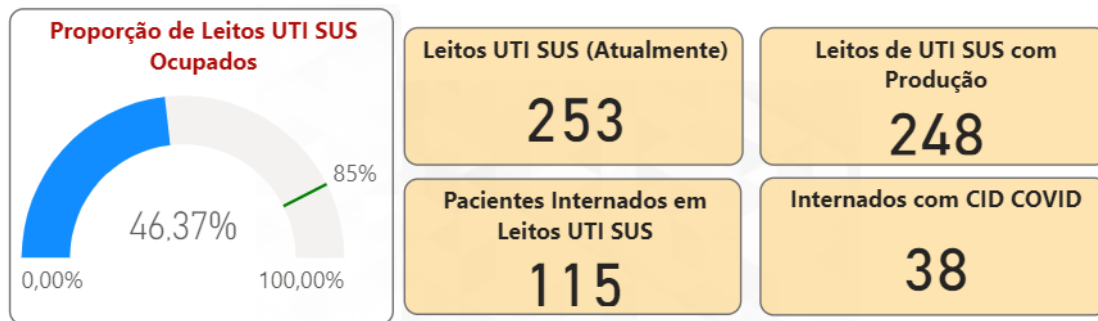 Proporção de Leitos UTI SUS
Ocupados
85%
46,37%
0,00%
100,00%
Leitos UTI SUS (Atualmente)
253
Leitos de UTI SUS com
Produção
248
Pacientes Internados em
Leitos UTI SUS
115
Internados com CID COVID
38